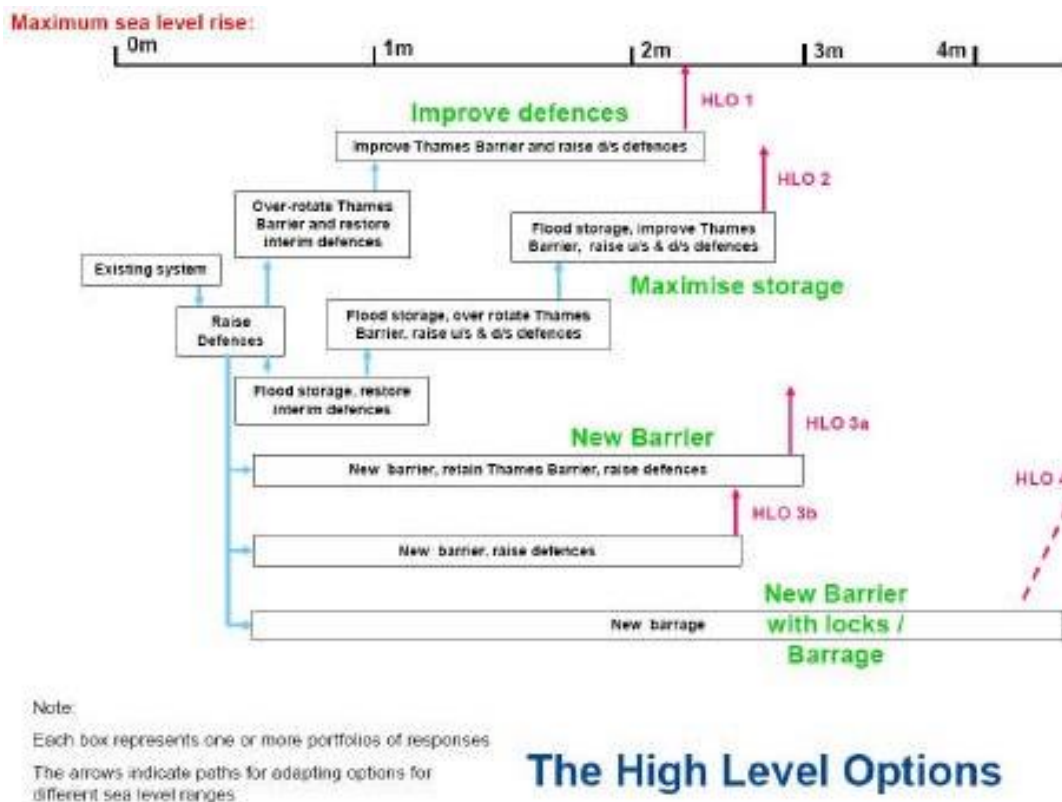 Maximum sea level rise:
0m
1m
2m
3m
4m
HLO 1
Improve defences
Improve Thames Barrier and raise d/s defences
HLO 2
Over-rotate Thames
Barrier and restore
interim defences
Flood storage, improve Thames
Barrier, raise u/s & d/s defences
Existing system
Maximise storage
Raise
Defences
Flood storage, over rotate Thames
Barrier, raise u/s & d/s defences
Flood storage, restore
interim defences
HLO 3a
New Barrier
New barrier, retain Thames Barrier, raise defences
HLO 4
HLO 3b
New barrier, raise defences
New Barrier
with locks /
Barrage
New barrage
Note:
Each box represents one or more portfolios of responses
The arrows indicate paths for adapting options for
different sea level ranges
The High Level Options